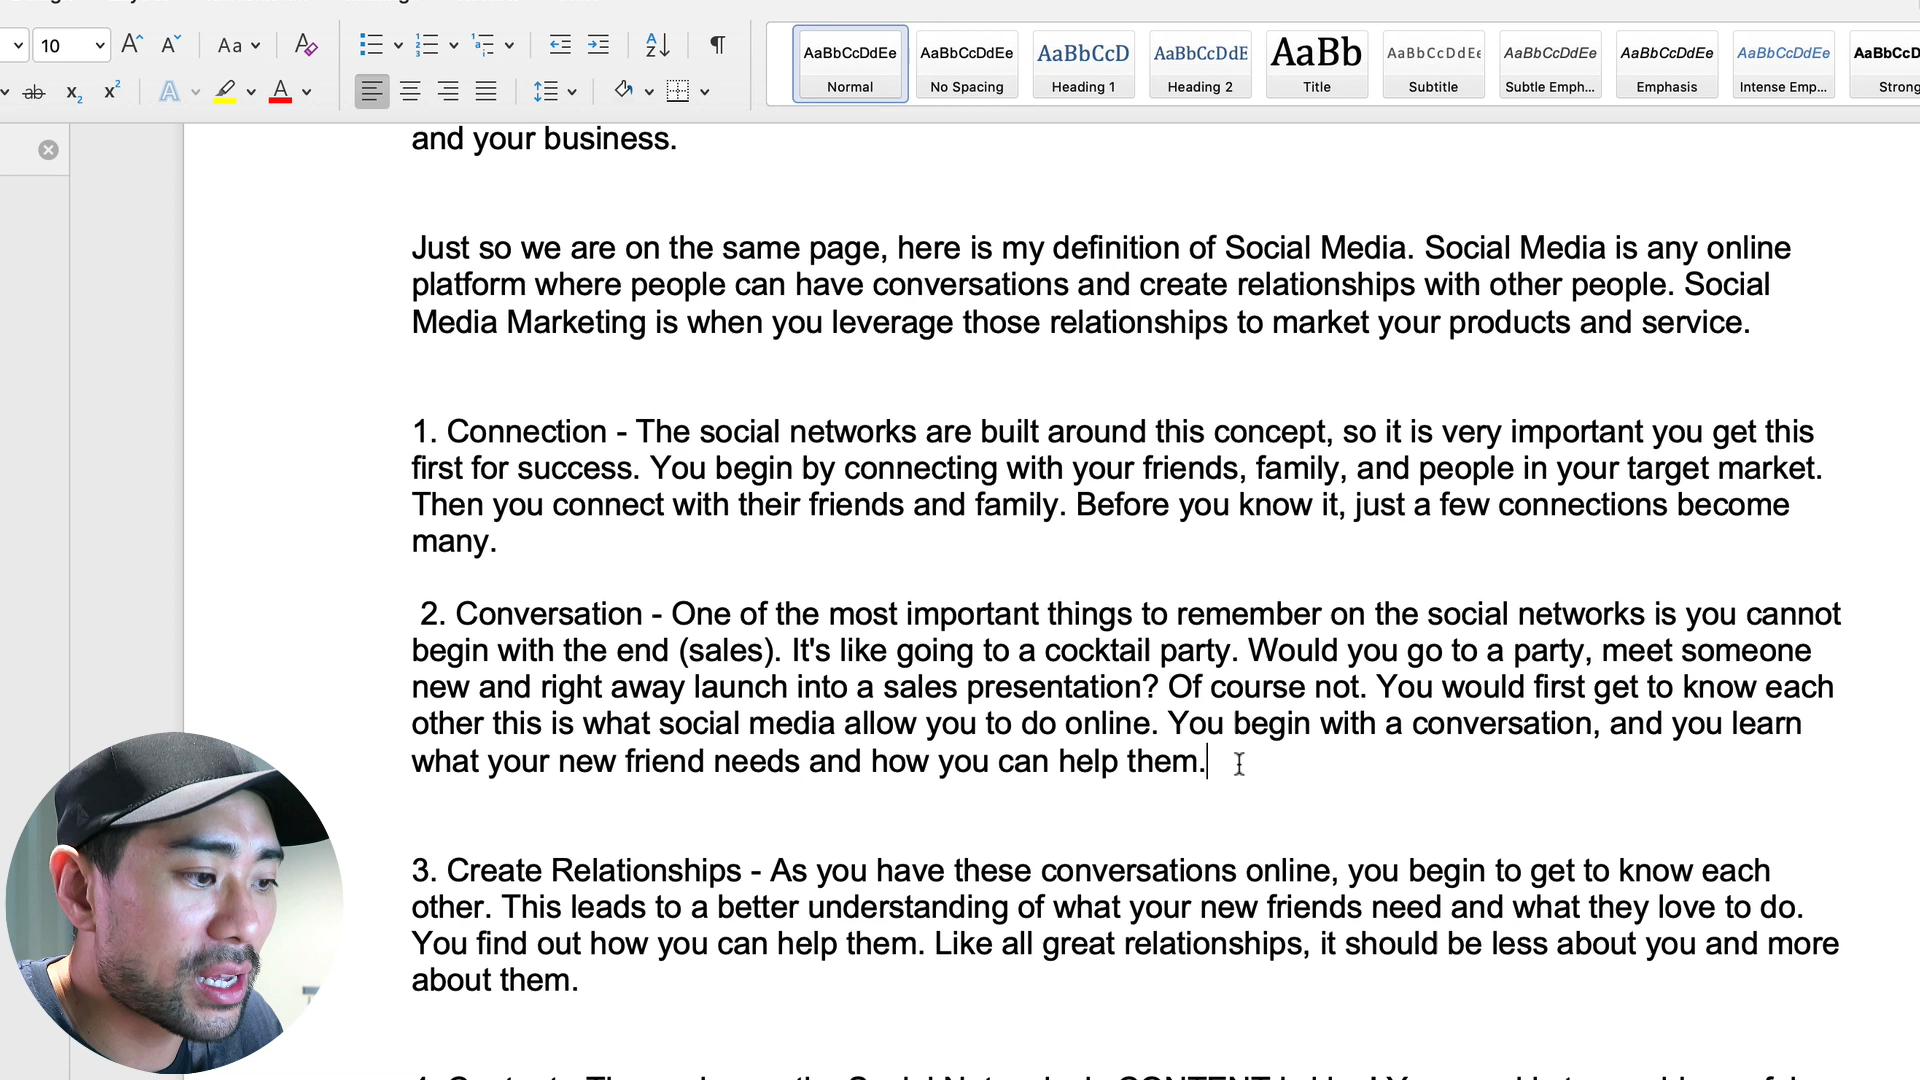 10
Aa
AaBbCcDdEe
Normal
AaBbCcDdEe
No Spacing
AaBbCcD
Heading 1
AaBbCcDdE
Heading 2
AaBb
Title
AaBbCcDdEe
Subtitle
AaBbCcDdEe
Subtle Emph...
AaBbCcDdEe
Emphasis
AaBbCcDdEe
Intense Emp...
AaBbCcD
Strong
and your business.
Just so we are on the same page, here is my definition of Social Media. Social Media is any online
platform where people can have conversations and create relationships with other people. Social
Media Marketing is when you leverage those relationships to market your products and service.
1. Connection - The social networks are built around this concept, so it is very important you get this
first for success. You begin by connecting with your friends, family, and people in your target market.
Then you connect with their friends and family. Before you know it, just a few connections become
many.
2. Conversation - One of the most important things to remember on the social networks is you cannot
begin with the end (sales). It's like going to a cocktail party. Would you go to a party, meet someone
new and right away launch into a sales presentation? Of course not. You would first get to know each
other this is what social media allow you to do online. You begin with a conversation, and you learn
what your new friend needs and how you can help them.
3. Create Relationships - As you have these conversations online, you begin to get to know each
other. This leads to a better understanding of what your new friends need and what they love to do.
You find out how you can help them. Like all great relationships, it should be less about you and more
about them.